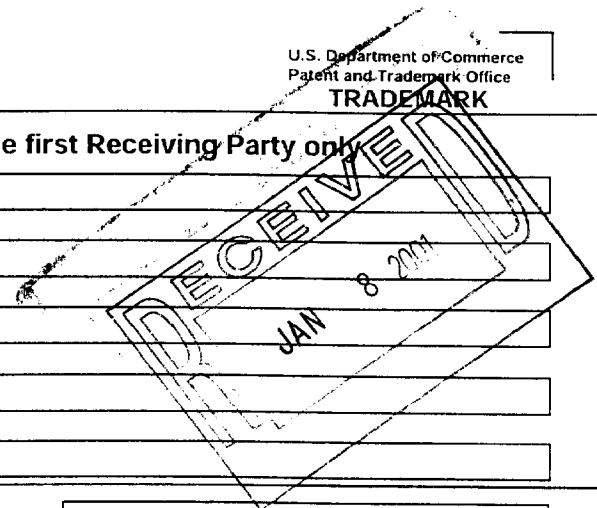 U.S. Department of Commerce
Patent and Trademark Office
TRADEMARK
e first Receiving Party only
RECEIVED
JAN 8 2001